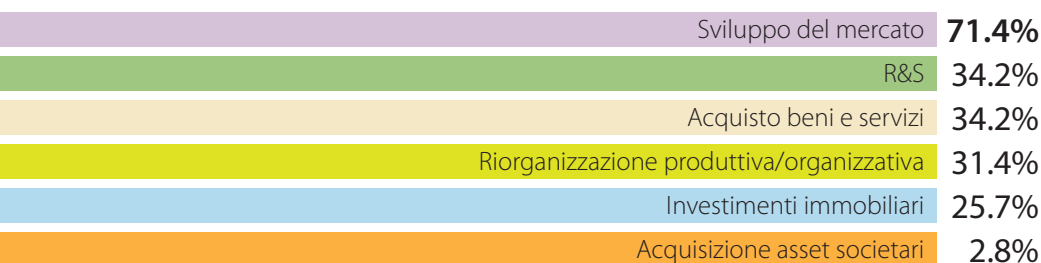 Sviluppo del mercato 71.4%
R&S 34.2%
Acquisto beni e servizi 34.2%
Riorganizzazione produttiva/organizzativa 31.4%
Investimenti immobiliari 25.7%
Acquisizione asset societari 2.8%